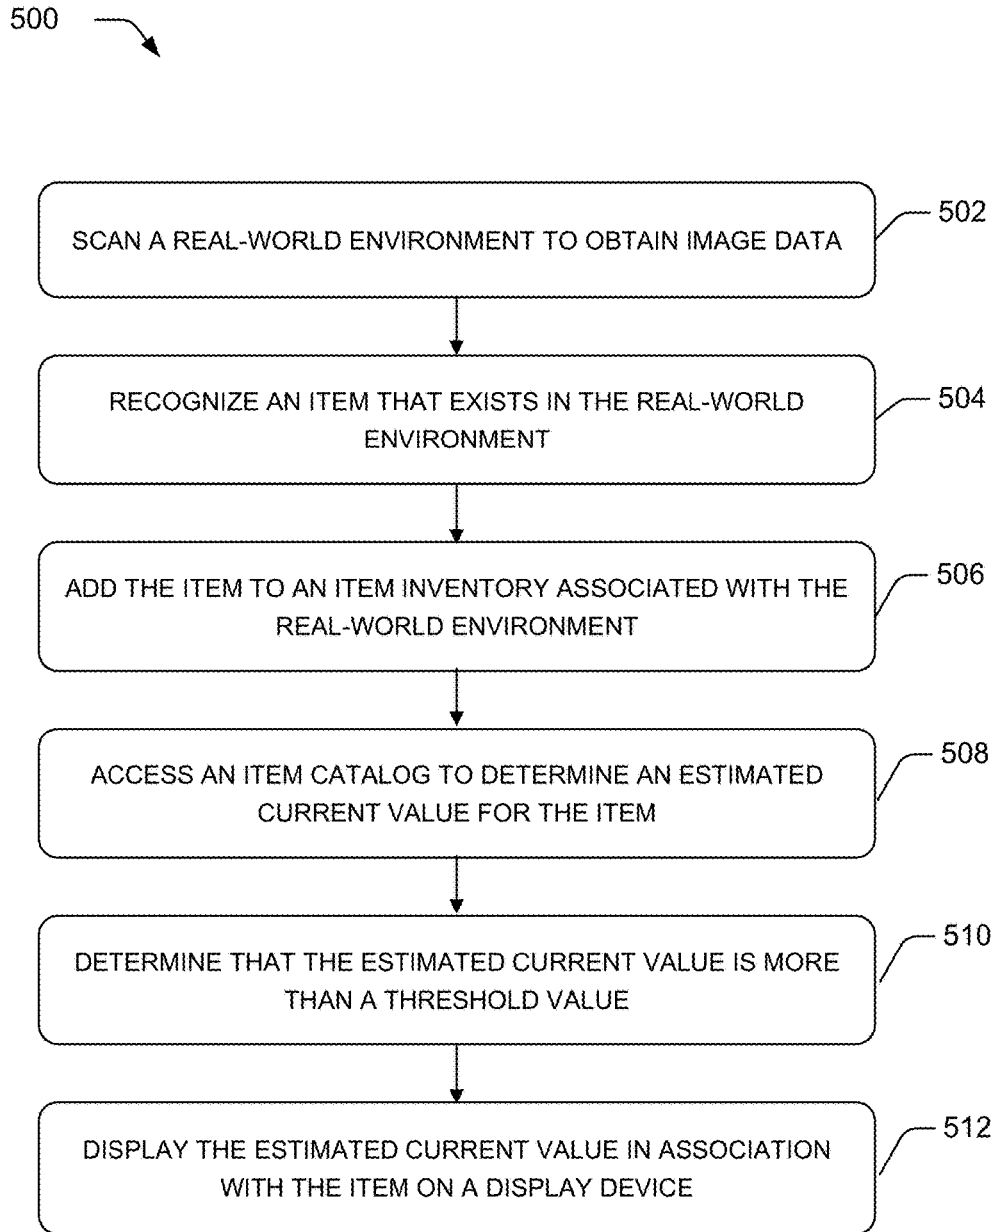 500
SCAN A REAL-WORLD ENVIRONMENT TO OBTAIN IMAGE DATA
502
RECOGNIZE AN ITEM THAT EXISTS IN THE REAL-WORLD
ENVIRONMENT
504
ADD THE ITEM TO AN ITEM INVENTORY ASSOCIATED WITH THE
REAL-WORLD ENVIRONMENT
506
ACCESS AN ITEM CATALOG TO DETERMINE AN ESTIMATED
CURRENT VALUE FOR THE ITEM
508
DETERMINE THAT THE ESTIMATED CURRENT VALUE IS MORE
THAN A THRESHOLD VALUE
510
DISPLAY THE ESTIMATED CURRENT VALUE IN ASSOCIATION
WITH THE ITEM ON A DISPLAY DEVICE
512